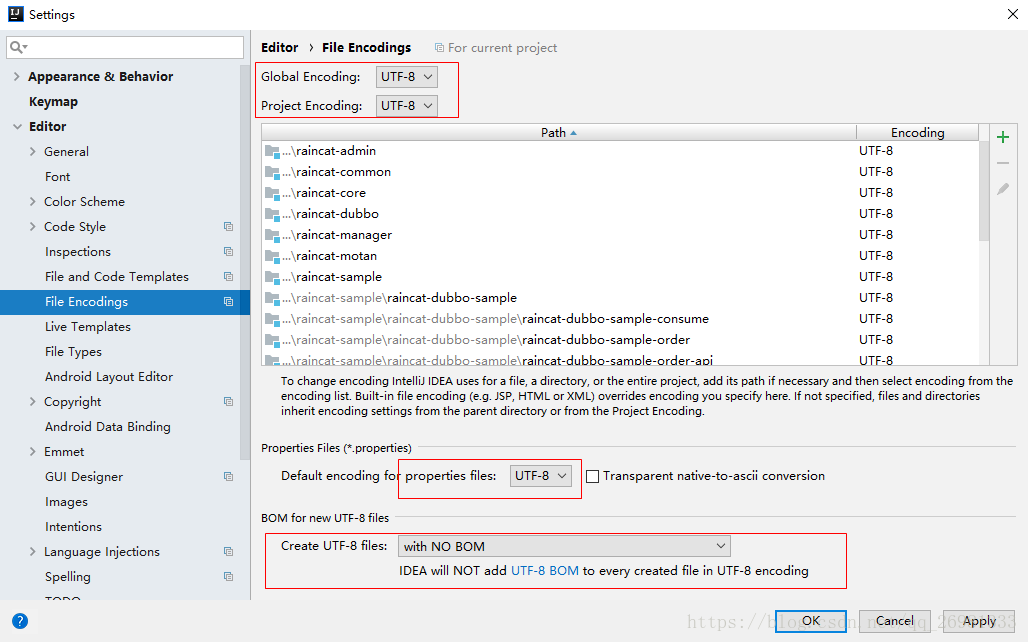 Settings
Editor › File Encodings For current project
Appearance & Behavior
Keymap
Editor
General
Font
Color Scheme
Code Style
Inspections
File and Code Templates
File Encodings
Live Templates
File Types
Android Layout Editor
Copyright
Android Data Binding
Emmet
GUI Designer
Images
Intentions
Language Injections
Spelling
TODO
Global Encoding: UTF-8
Project Encoding: UTF-8
Path Encoding
...\raincat-admin UTF-8
...\raincat-common UTF-8
...\raincat-core UTF-8
...\raincat-dubbo UTF-8
...\raincat-manager UTF-8
...\raincat-motan UTF-8
...\raincat-sample UTF-8
...\raincat-sample\raincat-dubbo-sample UTF-8
...\raincat-sample\raincat-dubbo-sample\raincat-dubbo-sample-consume UTF-8
...\raincat-sample\raincat-dubbo-sample\raincat-dubbo-sample-order UTF-8
...\raincat-sample\raincat-dubbo-sample\raincat-dubbo-sample-order-api UTF-8
To change encoding IntelliJ IDEA uses for a file, a directory, or the entire project, add its path if necessary and then select encoding from the
encoding list. Built-in file encoding (e.g. JSP, HTML or XML) overrides encoding you specify here. If not specified, files and directories
inherit encoding settings from the parent directory or from the Project Encoding.
Properties Files (*.properties)
Default encoding for properties files: UTF-8 Transparent native-to-ascii conversion
BOM for new UTF-8 files
Create UTF-8 files: with NO BOM
IDEA will NOT add UTF-8 BOM to every created file in UTF-8 encoding
OK Cancel Apply